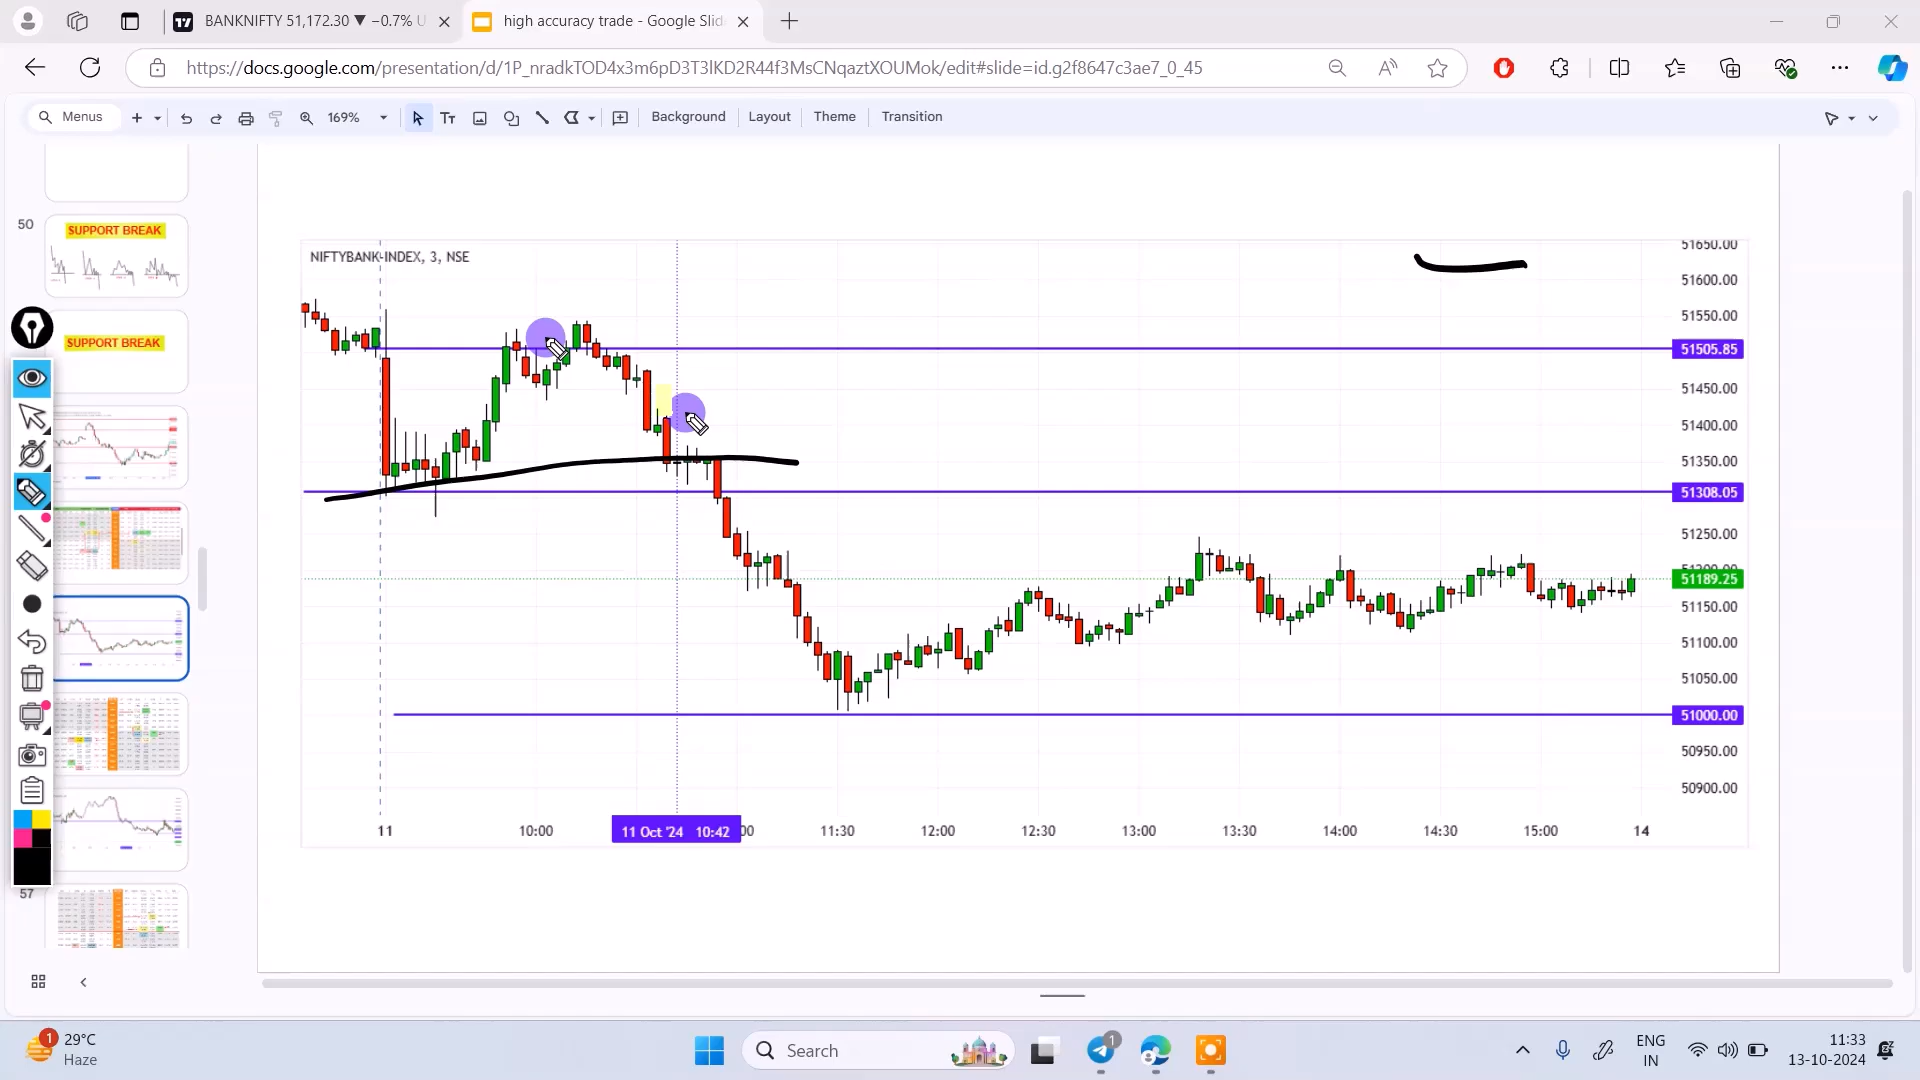 BANKNIFTY 51,172.30 ▼ −0.7% U
high accuracy trade - Google Slid
https://docs.google.com/presentation/d/1P_nradkTOD4x3m6pD3T3lKD2R44f3MsCNqaztXOUMok/edit#slide=id.g2f8647c3ae7_0_45
Menus
169%
Background
Layout
Theme
Transition
50
SUPPORT BREAK
SUPPORT BREAK
57
NIFTYBANK-INDEX, 3, NSE
51650.00
51600.00
51550.00
51505.85
51450.00
51400.00
51350.00
51308.05
51250.00
51200.00
51189.25
51150.00
51100.00
51050.00
51000.00
50950.00
50900.00
11
10:00
11 Oct '24 10:42
:00
11:30
12:00
12:30
13:00
13:30
14:00
14:30
15:00
14
1
29°C
Haze
Search
1
ENG
IN
11:33
13-10-2024